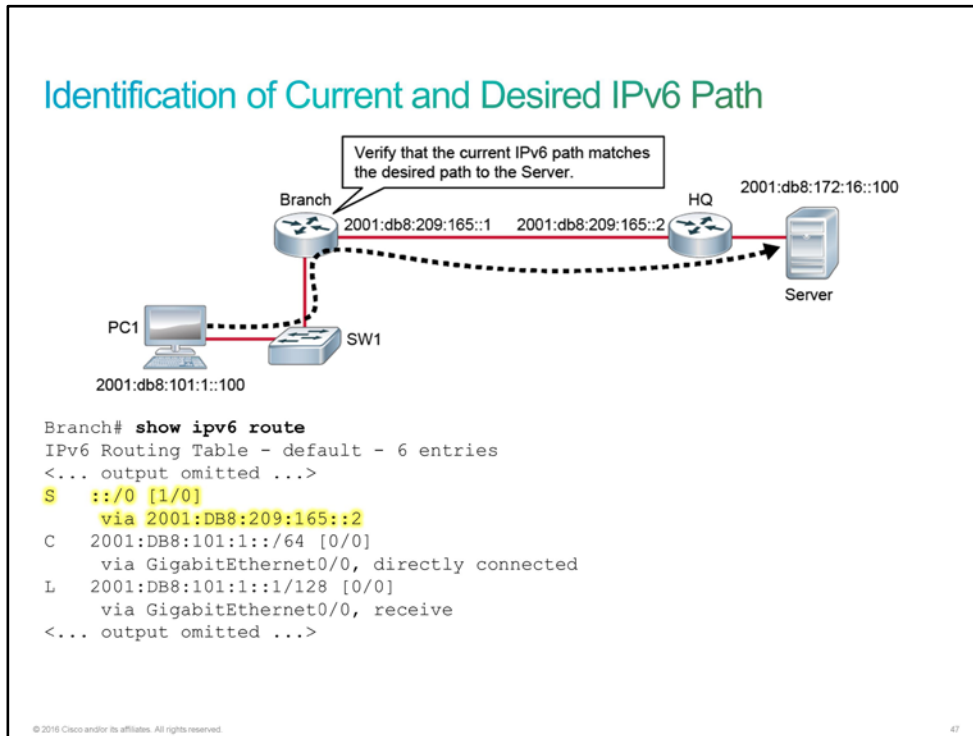 Identification of Current and Desired IPv6 Path
Verify that the current IPv6 path matches
the desired path to the Server.
Branch
2001:db8:209:165::1
2001:db8:209:165::2
HQ
2001:db8:172:16::100
Server
PC1
SW1
2001:db8:101:1::100
Branch# show ipv6 route
IPv6 Routing Table - default - 6 entries
<... output omitted ...>
S   ::/0 [1/0]
     via 2001:DB8:209:165::2
C   2001:DB8:101:1::/64 [0/0]
     via GigabitEthernet0/0, directly connected
L   2001:DB8:101:1::1/128 [0/0]
     via GigabitEthernet0/0, receive
<... output omitted ...>
© 2016 Cisco and/or its affiliates. All rights reserved.
47